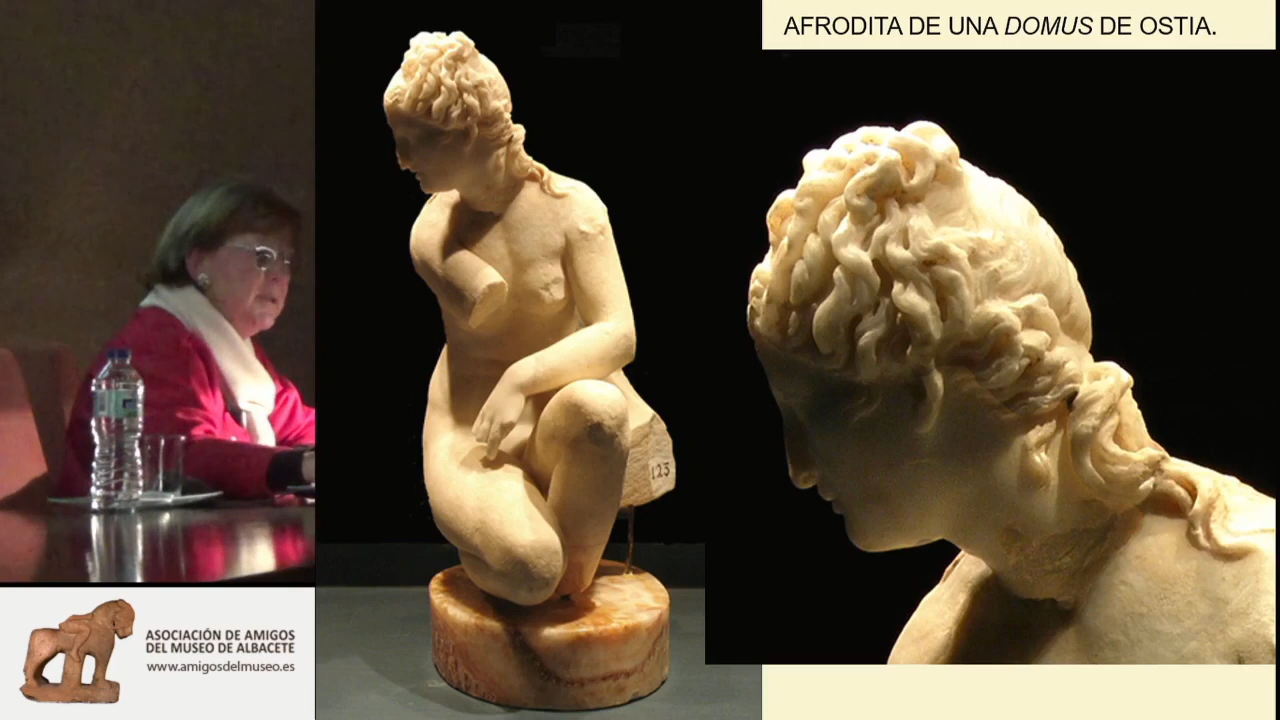 AFRODITA DE UNA DOMUS DE OSTIA.
123
ASOCIACIÓN DE AMIGOS
DEL MUSEO DE ALBACETE
www.amigosdelmuseo.es